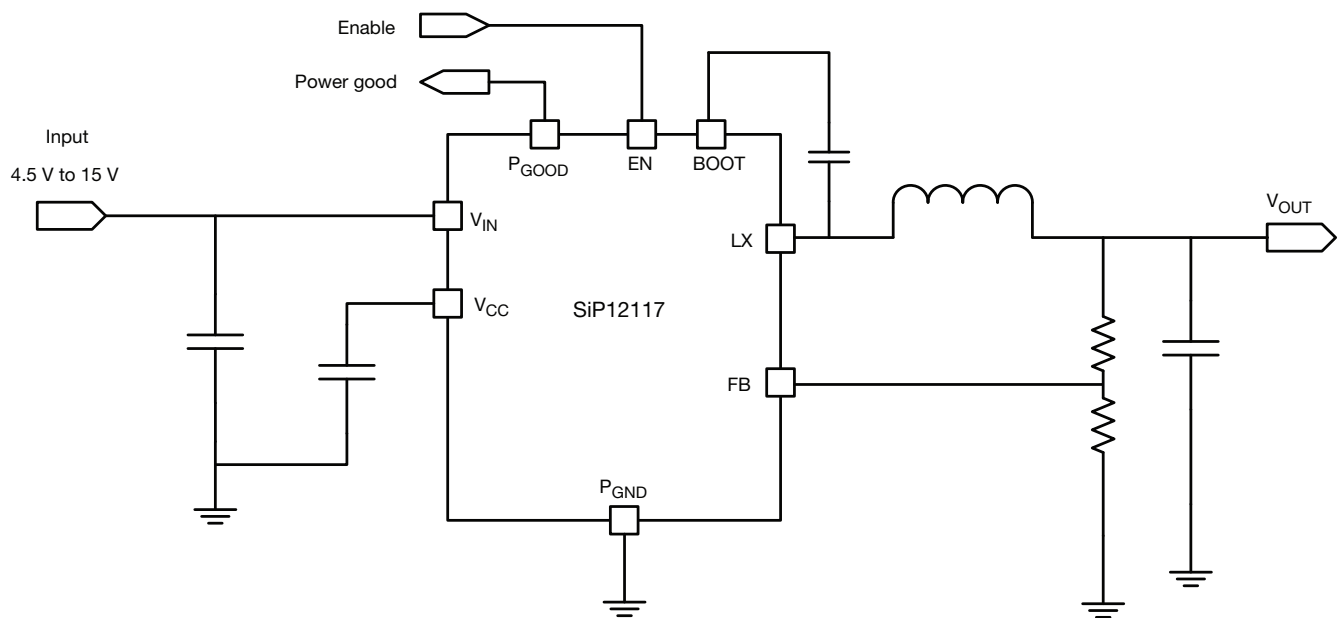 Enable
Power good
Input
4.5 V to 15 V
PGOOD
EN
BOOT
VIN
LX
VOUT
VCC
SiP12117
FB
PGND